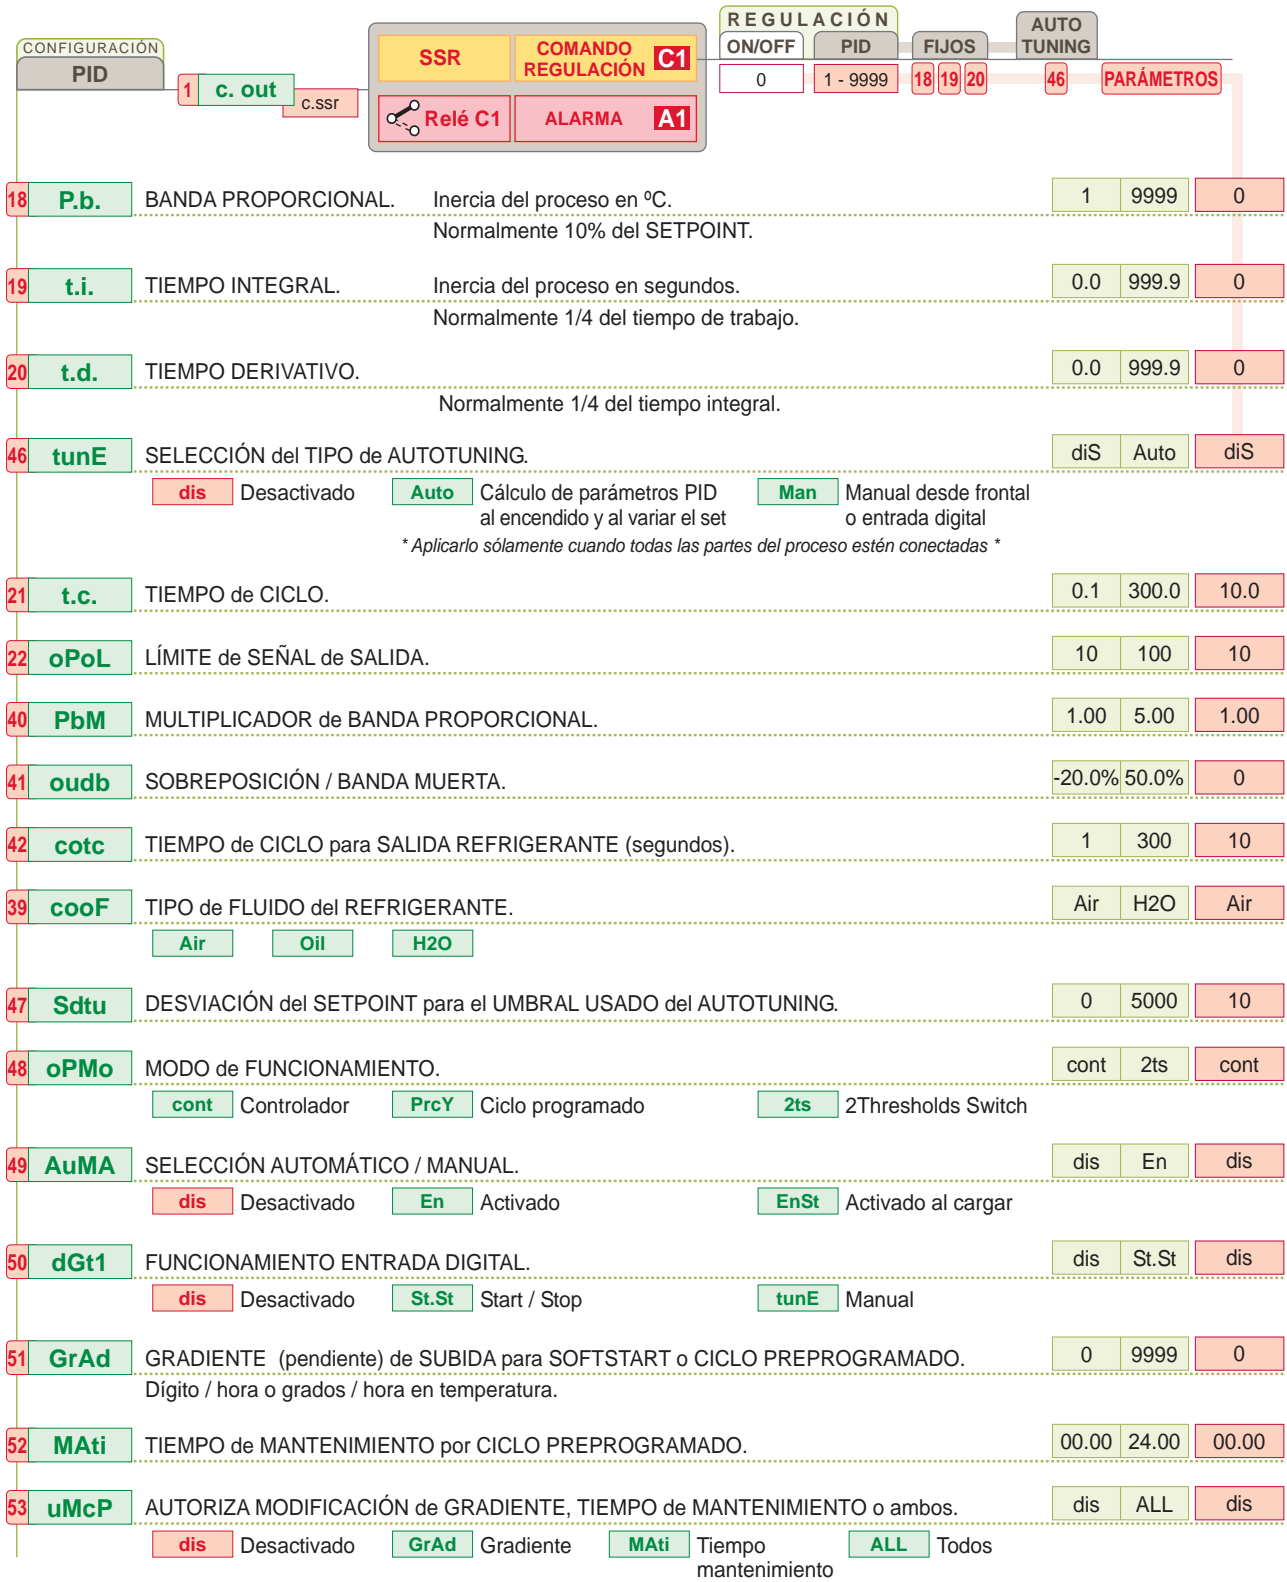 CONFIGURACIÓN
PID
1 c. out
c.ssr
SSR COMANDO REGULACIÓN C1
Relé C1 ALARMA A1
REGULACIÓN
ON/OFF PID FIJOS AUTO TUNING
0 1 - 9999 18 19 20 46 PARÁMETROS
18 P.b. BANDA PROPORCIONAL. Inercia del proceso en ºC. 1 9999 0
Normalmente 10% del SETPOINT.
19 t.i. TIEMPO INTEGRAL. Inercia del proceso en segundos. 0.0 999.9 0
Normalmente 1/4 del tiempo de trabajo.
20 t.d. TIEMPO DERIVATIVO. 0.0 999.9 0
Normalmente 1/4 del tiempo integral.
46 tunE SELECCIÓN del TIPO de AUTOTUNING. diS Auto diS
dis Desactivado Auto Cálculo de parámetros PID Man Manual desde frontal
al encendido y al variar el set o entrada digital
* Aplicarlo sólamente cuando todas las partes del proceso estén conectadas *
21 t.c. TIEMPO de CICLO. 0.1 300.0 10.0
22 oPoL LÍMITE de SEÑAL de SALIDA. 10 100 10
40 PbM MULTIPLICADOR de BANDA PROPORCIONAL. 1.00 5.00 1.00
41 oudb SOBREPOSICIÓN / BANDA MUERTA. -20.0% 50.0% 0
42 cotc TIEMPO de CICLO para SALIDA REFRIGERANTE (segundos). 1 300 10
39 cooF TIPO de FLUIDO del REFRIGERANTE. Air H2O Air
Air Oil H2O
47 Sdtu DESVIACIÓN del SETPOINT para el UMBRAL USADO del AUTOTUNING. 0 5000 10
48 oPMo MODO de FUNCIONAMIENTO. cont 2ts cont
cont Controlador PrcY Ciclo programado 2ts 2Thresholds Switch
49 AuMA SELECCIÓN AUTOMÁTICO / MANUAL. dis En dis
dis Desactivado En Activado EnSt Activado al cargar
50 dGt1 FUNCIONAMIENTO ENTRADA DIGITAL. dis St.St dis
dis Desactivado St.St Start / Stop tunE Manual
51 GrAd GRADIENTE (pendiente) de SUBIDA para SOFTSTART o CICLO PREPROGRAMADO. 0 9999 0
Dígito / hora o grados / hora en temperatura.
52 MAti TIEMPO de MANTENIMIENTO por CICLO PREPROGRAMADO. 00.00 24.00 00.00
53 uMcP AUTORIZA MODIFICACIÓN de GRADIENTE, TIEMPO de MANTENIMIENTO o ambos. dis ALL dis
dis Desactivado GrAd Gradiente MAti Tiempo ALL Todos
mantenimiento